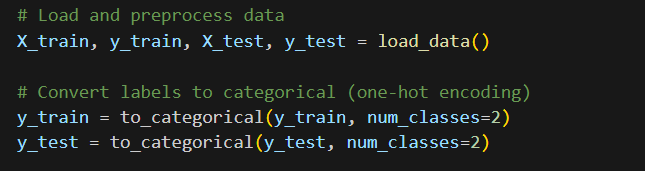 # Load and preprocess data
X_train, y_train, X_test, y_test = load_data()
# Convert labels to categorical (one-hot encoding)
y_train = to_categorical(y_train, num_classes=2)
y_test = to_categorical(y_test, num_classes=2)